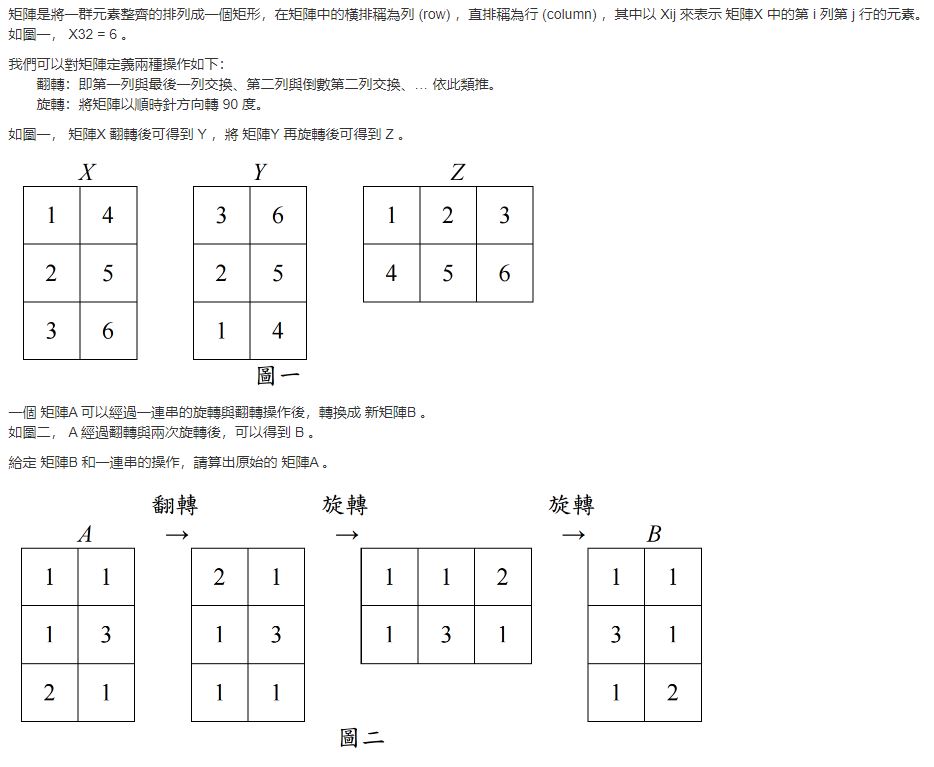 矩陣是將一群元素整齊的排列成一個矩形，在矩陣中的橫排稱為列 (row) ，直排稱為行 (column) ，其中以 Xij 來表示 矩陣X 中的第 i 列第 j 行的元素。
如圖一， X32 = 6 。
我們可以對矩陣定義兩種操作如下：
翻轉：即第一列與最後一列交換、第二列與倒數第二列交換、… 依此類推。
旋轉：將矩陣以順時針方向轉 90 度。
如圖一， 矩陣X 翻轉後可得到 Y ，將 矩陣Y 再旋轉後可得到 Z 。
X Y Z
1 4 3 6 1 2 3
2 5 2 5 4 5 6
3 6 1 4
圖一
一個 矩陣A 可以經過一連串的旋轉與翻轉操作後，轉換成 新矩陣B 。
如圖二， A 經過翻轉與兩次旋轉後，可以得到 B 。
給定 矩陣B 和一連串的操作，請算出原始的 矩陣A 。
翻轉 旋轉 旋轉
A → → → B
1 1 2 1 1 1 2 1 1
1 3 1 3 1 3 1 3 1
2 1 1 1 1 2
圖二